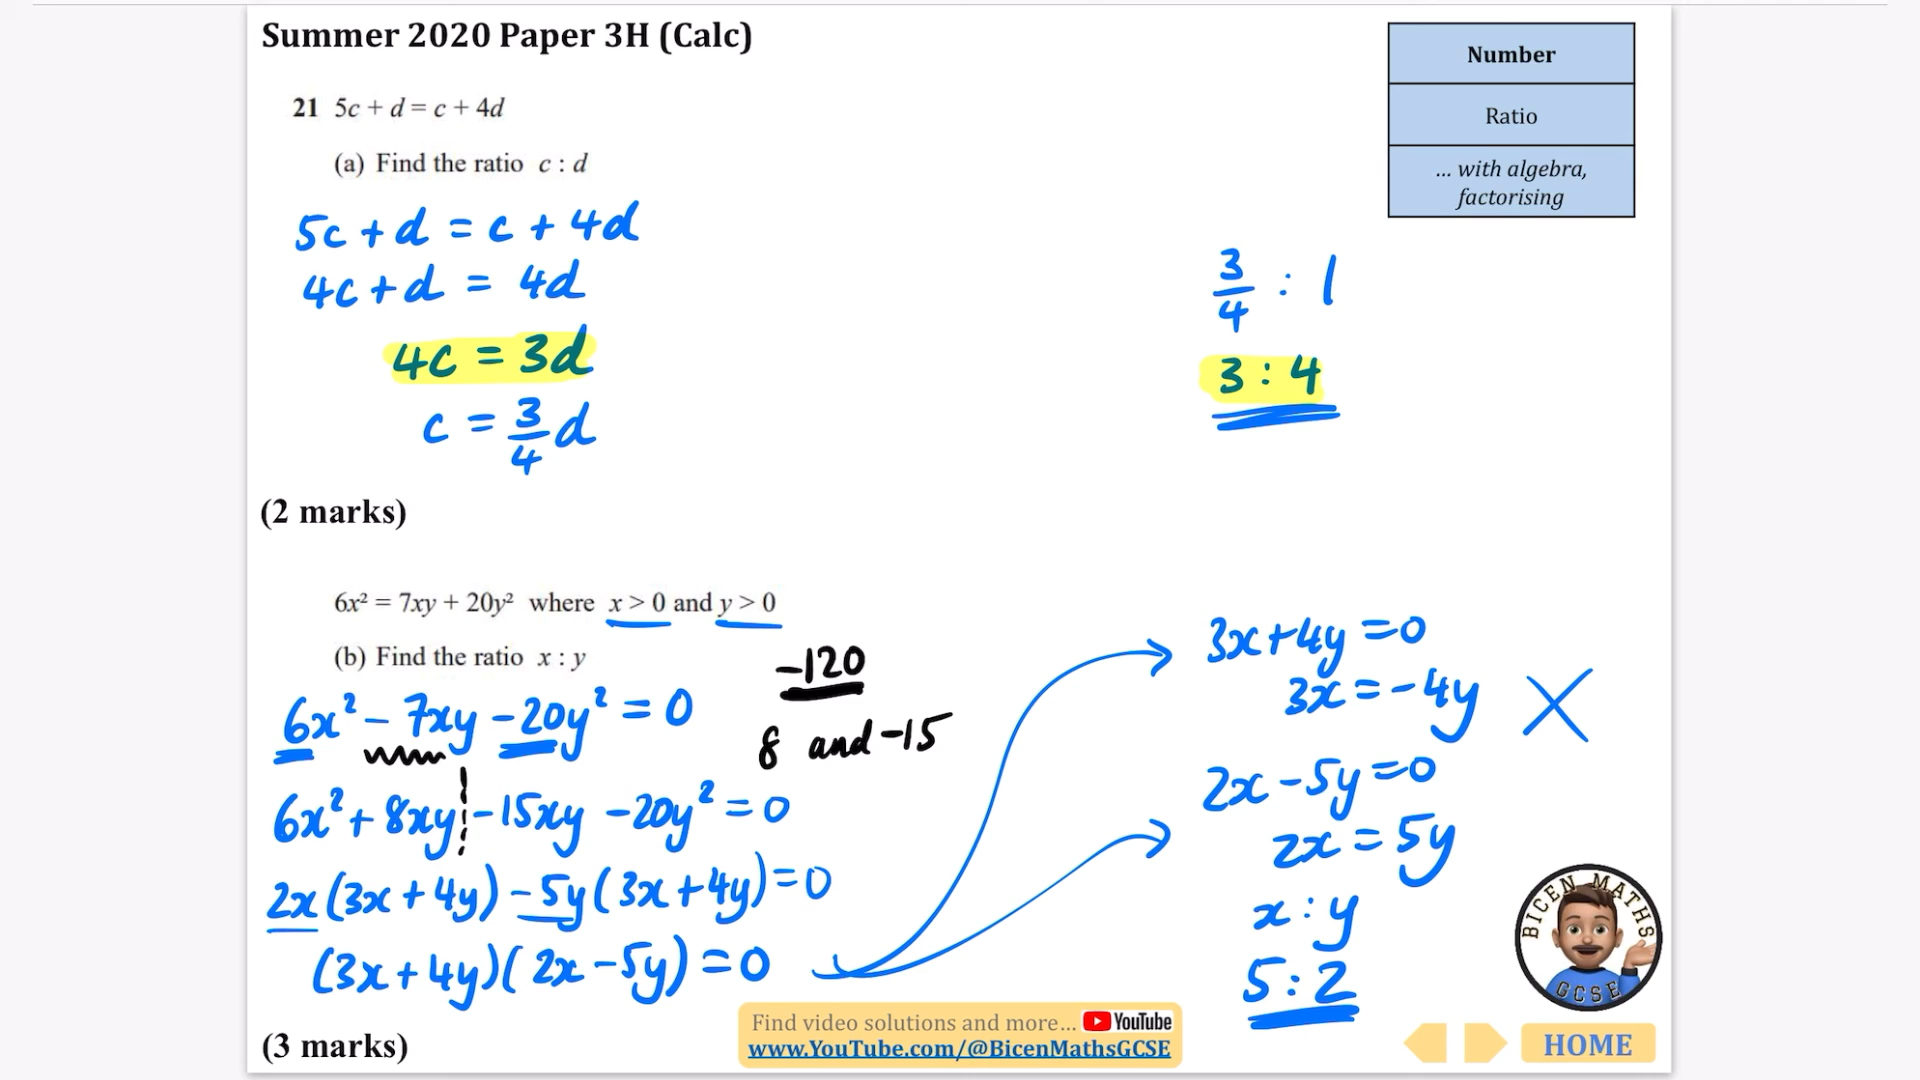 Summer 2020 Paper 3H (Calc)
Number
Ratio
... with algebra,
factorising
21 5c + d = c + 4d
(a) Find the ratio c : d
5c + d = c + 4d
4c + d = 4d
4c = 3d
c = 3/4 d
3/4 : 1
3 : 4
(2 marks)
6x² = 7xy + 20y² where x > 0 and y > 0
(b) Find the ratio x : y
-120
8 and -15
6x² - 7xy - 20y² = 0
6x² + 8xy - 15xy - 20y² = 0
2x(3x + 4y) - 5y(3x + 4y) = 0
(3x + 4y)(2x - 5y) = 0
3x + 4y = 0
3x = -4y
2x - 5y = 0
2x = 5y
x : y
5 : 2
(3 marks)
Find video solutions and more... YouTube
www.YouTube.com/@BicenMathsGCSE
BICEN MATHS
GCSE
HOME